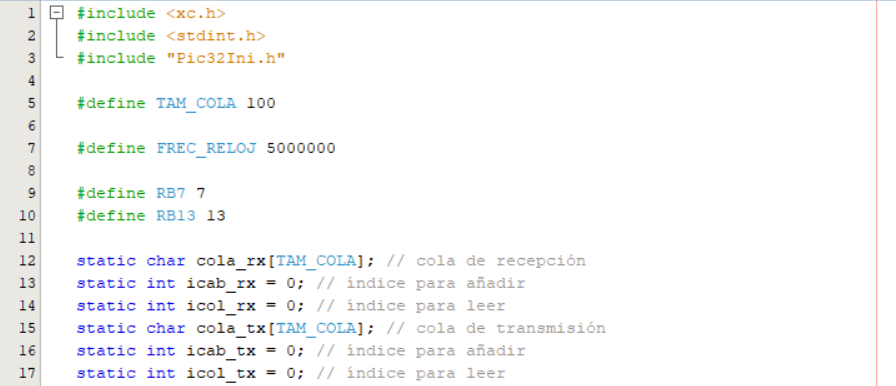 1 #include <xc.h>
2 #include <stdint.h>
3 #include "Pic32Ini.h"
4
5 #define TAM_COLA 100
6
7 #define FREC_RELOJ 5000000
8
9 #define RB7 7
10 #define RB13 13
11
12 static char cola_rx[TAM_COLA]; // cola de recepción
13 static int icab_rx = 0; // índice para añadir
14 static int icol_rx = 0; // índice para leer
15 static char cola_tx[TAM_COLA]; // cola de transmisión
16 static int icab_tx = 0; // índice para añadir
17 static int icol_tx = 0; // índice para leer